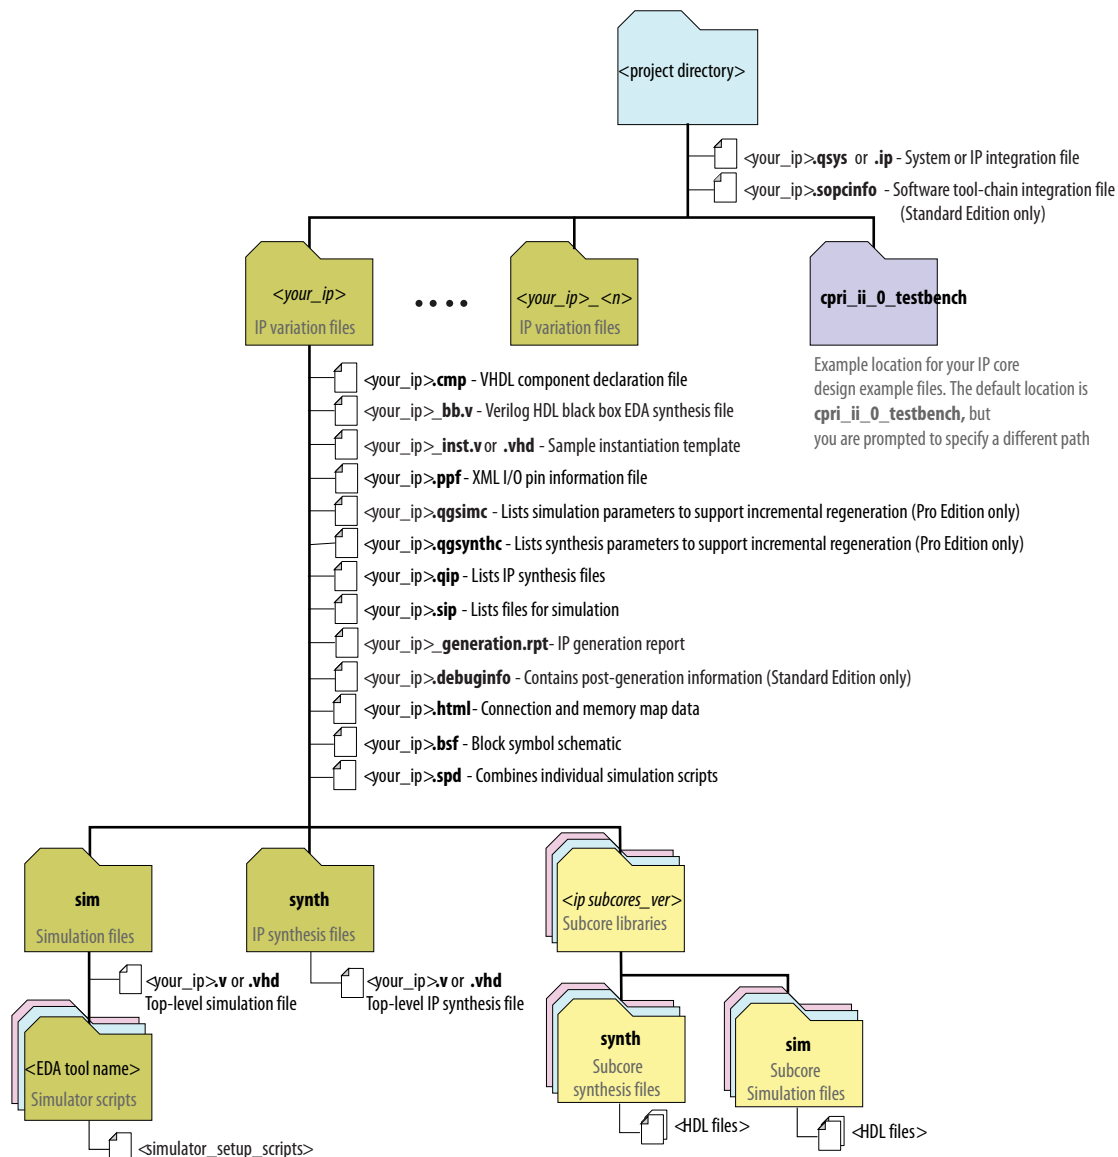 <project directory>
<your_ip>.qsys or .ip - System or IP integration file
<your_ip>.sopcinfo - Software tool-chain integration file
(Standard Edition only)
<your_ip>
IP variation files
<your_ip>_<n>
IP variation files
cpri_ii_0_testbench
Example location for your IP core
design example files. The default location is
cpri_ii_0_testbench, but
you are prompted to specify a different path
<your_ip>.cmp - VHDL component declaration file
<your_ip>_bb.v - Verilog HDL black box EDA synthesis file
<your_ip>_inst.v or .vhd - Sample instantiation template
<your_ip>.ppf - XML I/O pin information file
<your_ip>.qgsimc - Lists simulation parameters to support incremental regeneration (Pro Edition only)
<your_ip>.qgsynthc - Lists synthesis parameters to support incremental regeneration (Pro Edition only)
<your_ip>.qip - Lists IP synthesis files
<your_ip>.sip - Lists files for simulation
<your_ip>_generation.rpt- IP generation report
<your_ip>.debuginfo - Contains post-generation information (Standard Edition only)
<your_ip>.html - Connection and memory map data
<your_ip>.bsf - Block symbol schematic
<your_ip>.spd - Combines individual simulation scripts
sim
Simulation files
synth
IP synthesis files
<ip subcores_ver>
Subcore libraries
<your_ip>.v or .vhd
Top-level simulation file
<your_ip>.v or .vhd
Top-level IP synthesis file
<EDA tool name>
Simulator scripts
synth
Subcore
synthesis files
sim
Subcore
Simulation files
<HDL files>
<HDL files>
<simulator_setup_scripts>